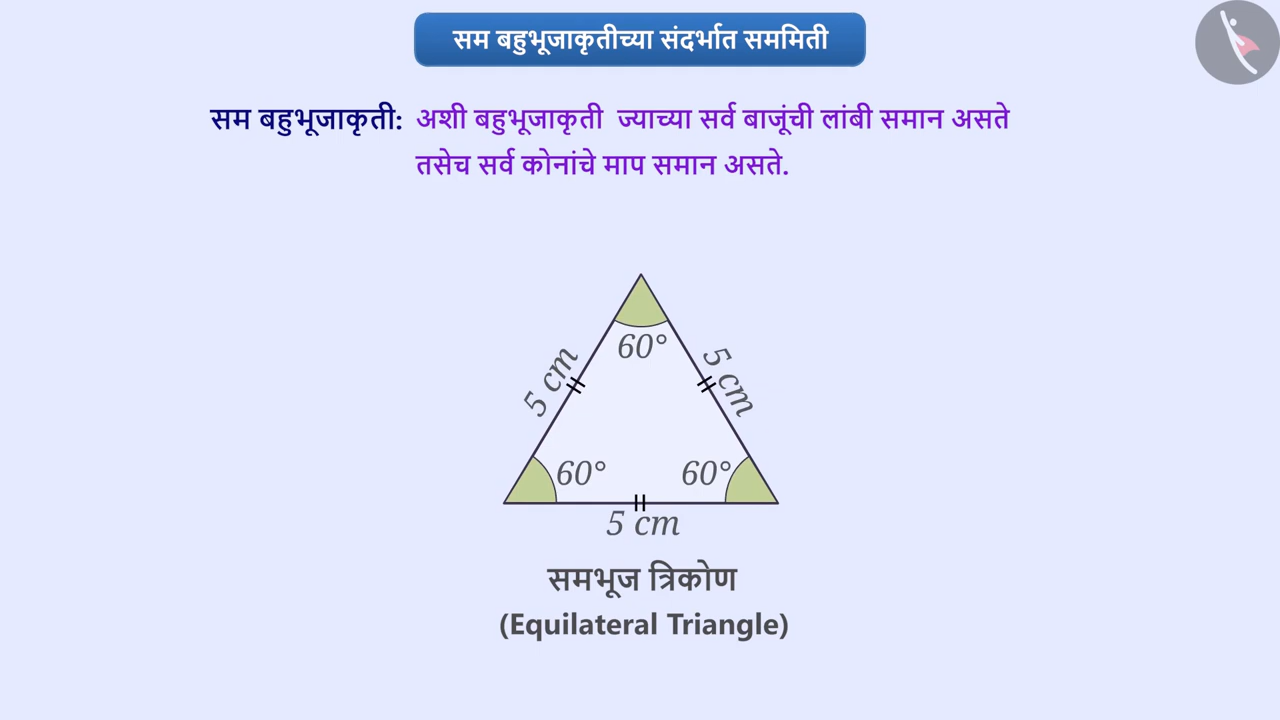 सम बहुभूजाकृतीच्या संदर्भात सममिती
सम बहुभूजाकृती: अशी बहुभूजाकृती ज्याच्या सर्व बाजूंची लांबी समान असते
तसेच सर्व कोनांचे माप समान असते.
60°
5 cm
5 cm
60°
60°
5 cm
समभूज त्रिकोण
(Equilateral Triangle)